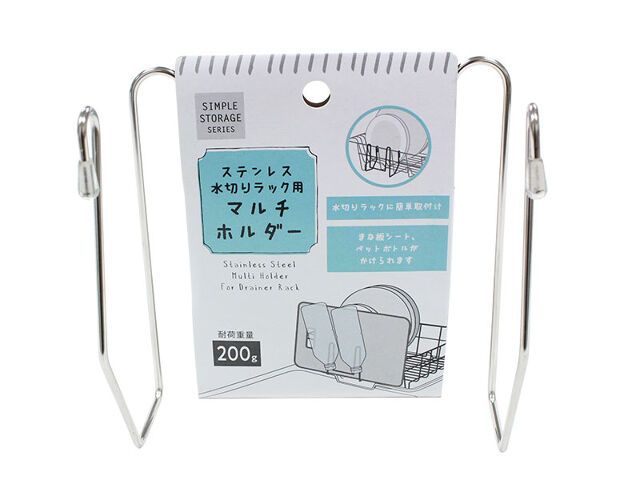 SIMPLE
STORAGE
SERIES
ステンレス
水切りラック用
マルチ
ホルダー
Stainless Steel
Multi Holder
For Drainer Rack
水切りラックに簡単取付け
まな板シート、
ペットボトルが
かけられます
耐荷重量
200g